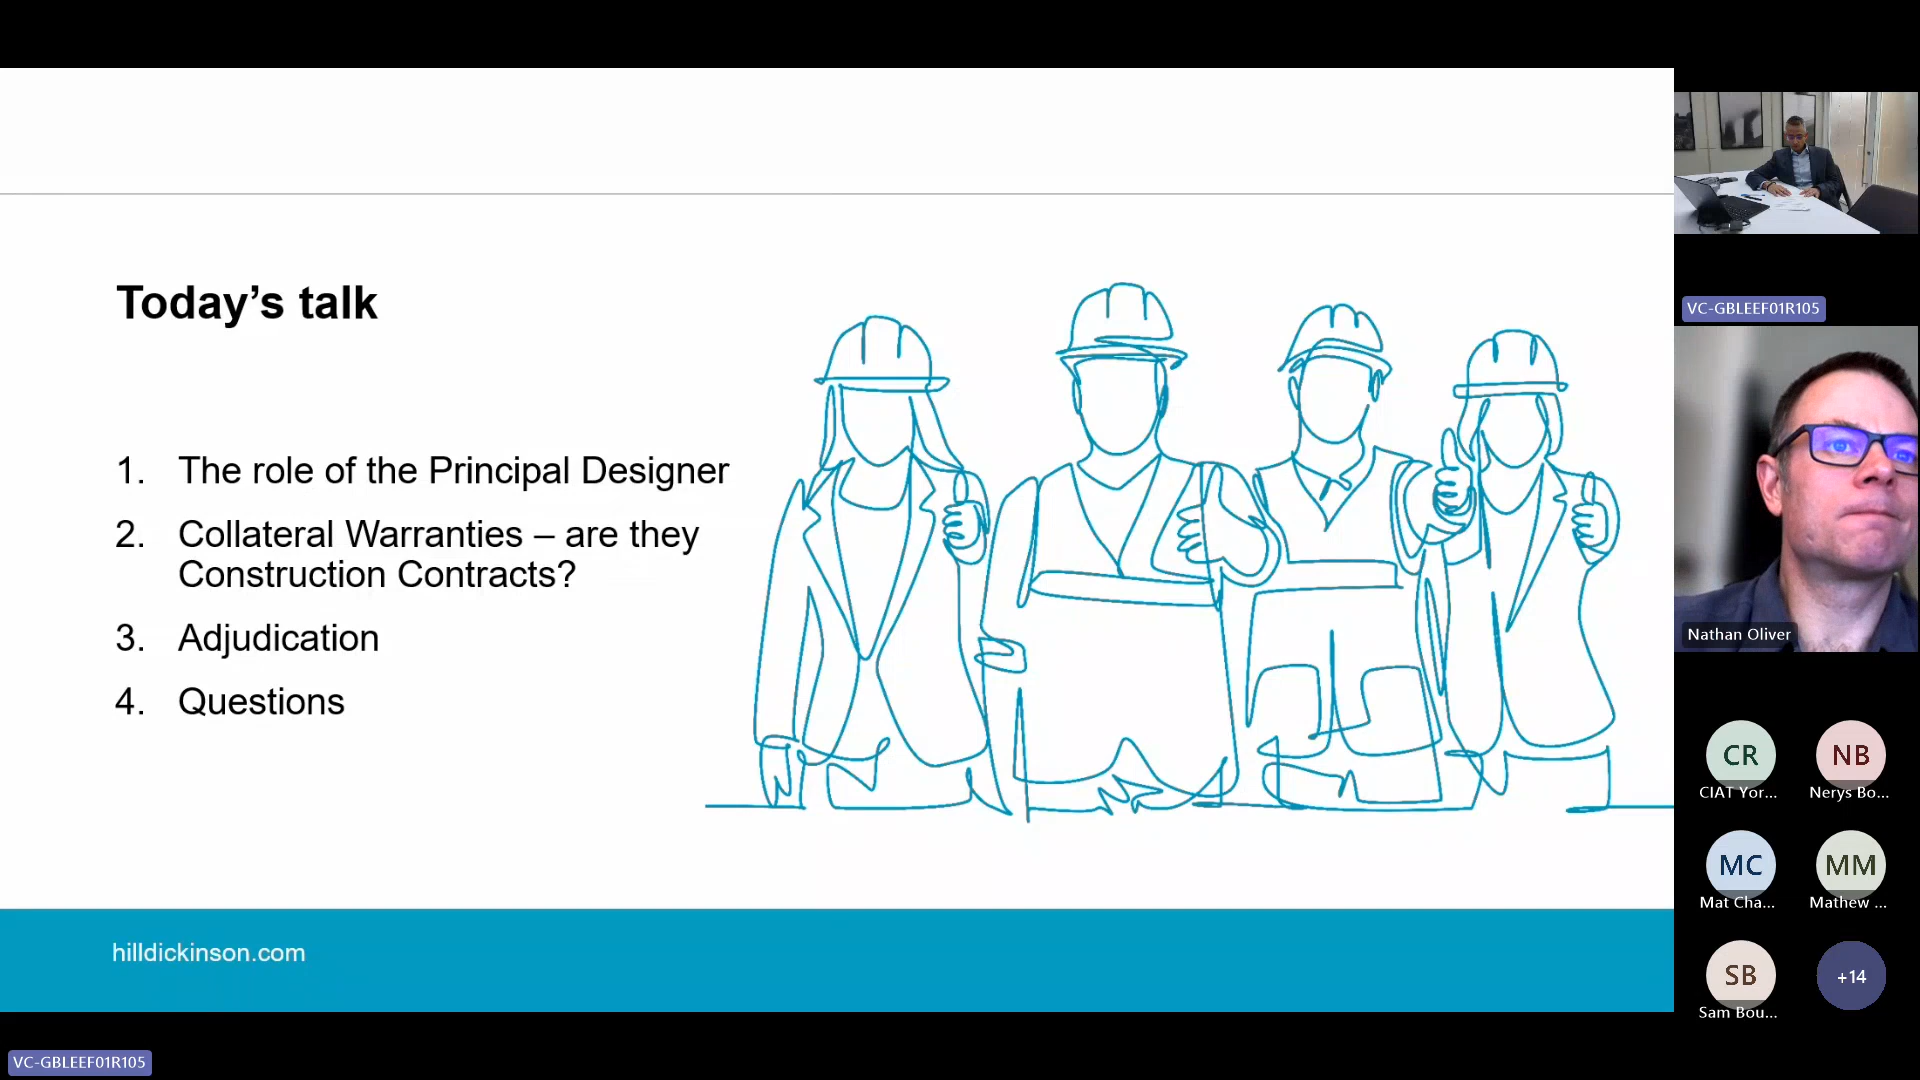 Today's talk
1. The role of the Principal Designer
2. Collateral Warranties – are they
Construction Contracts?
3. Adjudication
4. Questions
hilldickinson.com
VC-GBLEEF01R105
VC-GBLEEF01R105
Nathan Oliver
CR
CIAT Yor...
NB
Nerys Bo...
MC
Mat Cha...
MM
Mathew ...
SB
Sam Bou...
+14